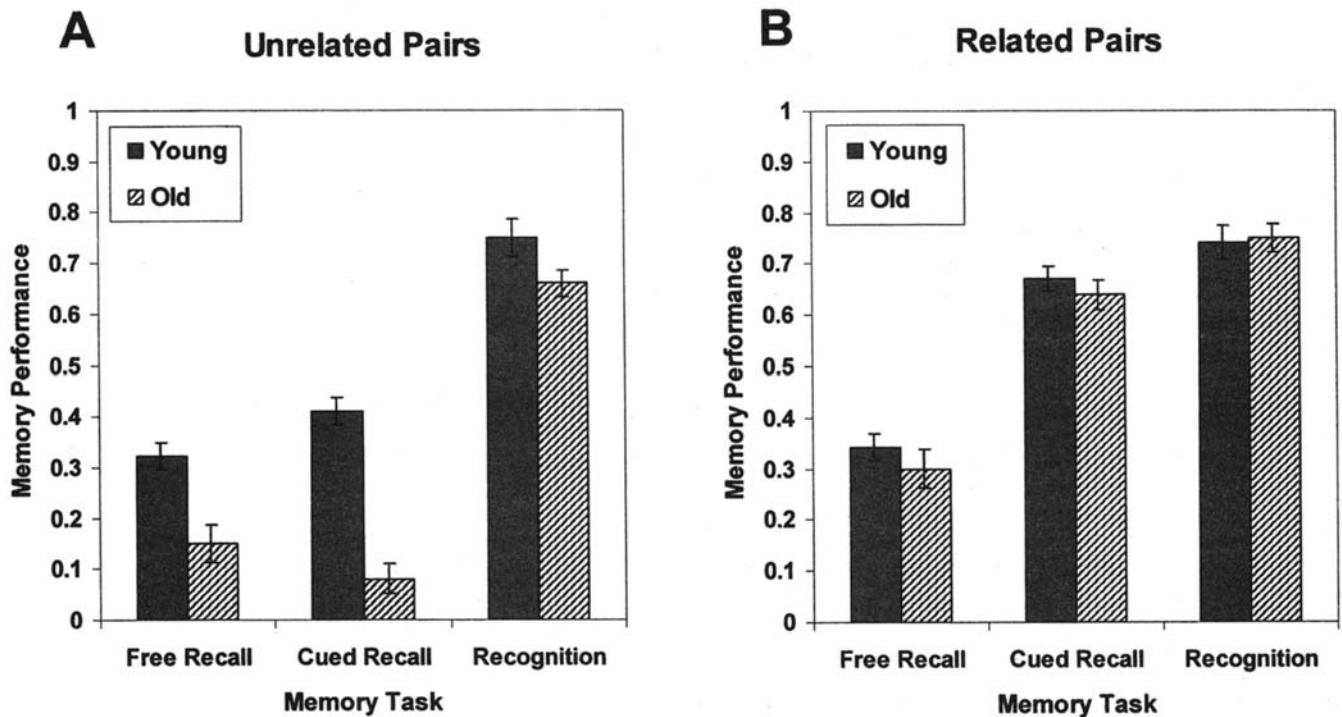 A
Unrelated Pairs
1
0.9
0.8
0.7
0.6
0.5
0.4
0.3
0.2
0.1
0
Memory Performance
Young
Old
Free Recall
Cued Recall
Recognition
Memory Task
B
Related Pairs
1
0.9
0.8
0.7
0.6
0.5
0.4
0.3
0.2
0.1
0
Memory Performance
Young
Old
Free Recall
Cued Recall
Recognition
Memory Task